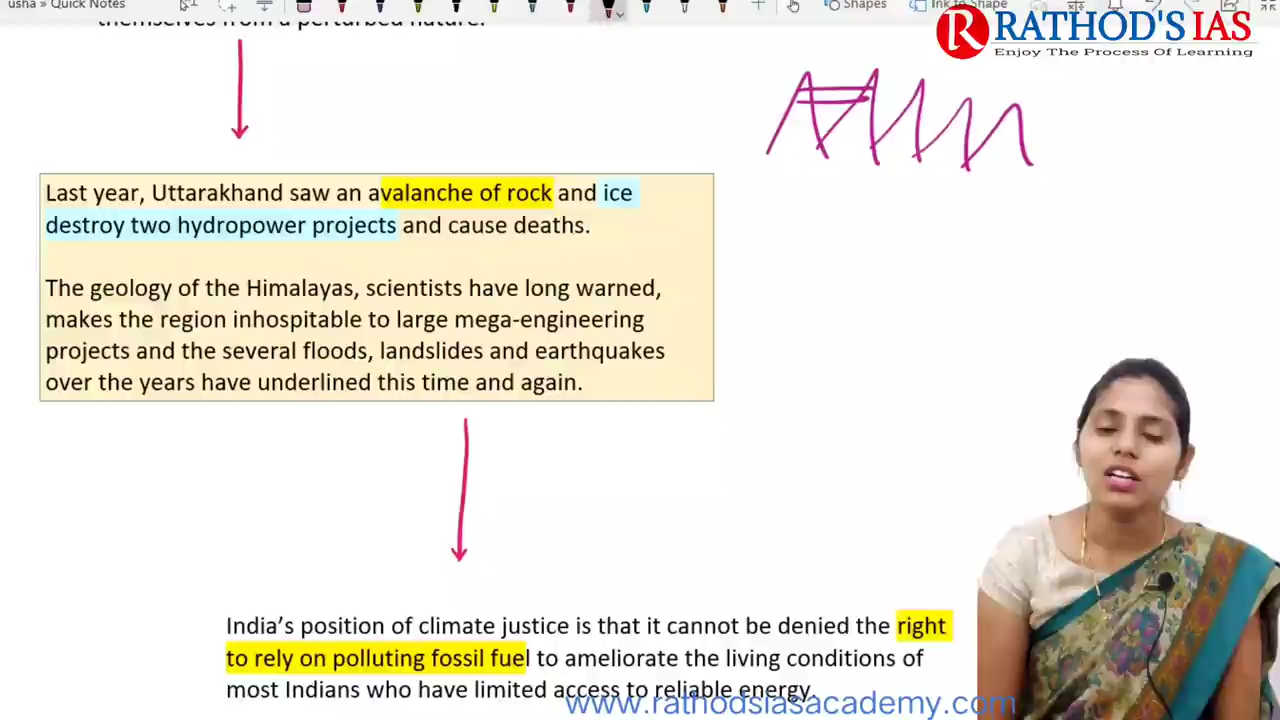 usha » Quick Notes
Shapes
Ink to Shape
themselves from a perturbed nature.
RATHOD'S IAS
Enjoy The Process Of Learning
Last year, Uttarakhand saw an avalanche of rock and ice
destroy two hydropower projects and cause deaths.
The geology of the Himalayas, scientists have long warned,
makes the region inhospitable to large mega-engineering
projects and the several floods, landslides and earthquakes
over the years have underlined this time and again.
India's position of climate justice is that it cannot be denied the right
to rely on polluting fossil fuel to ameliorate the living conditions of
most Indians who have limited access to reliable energy.
www.rathodsiasacademy.com